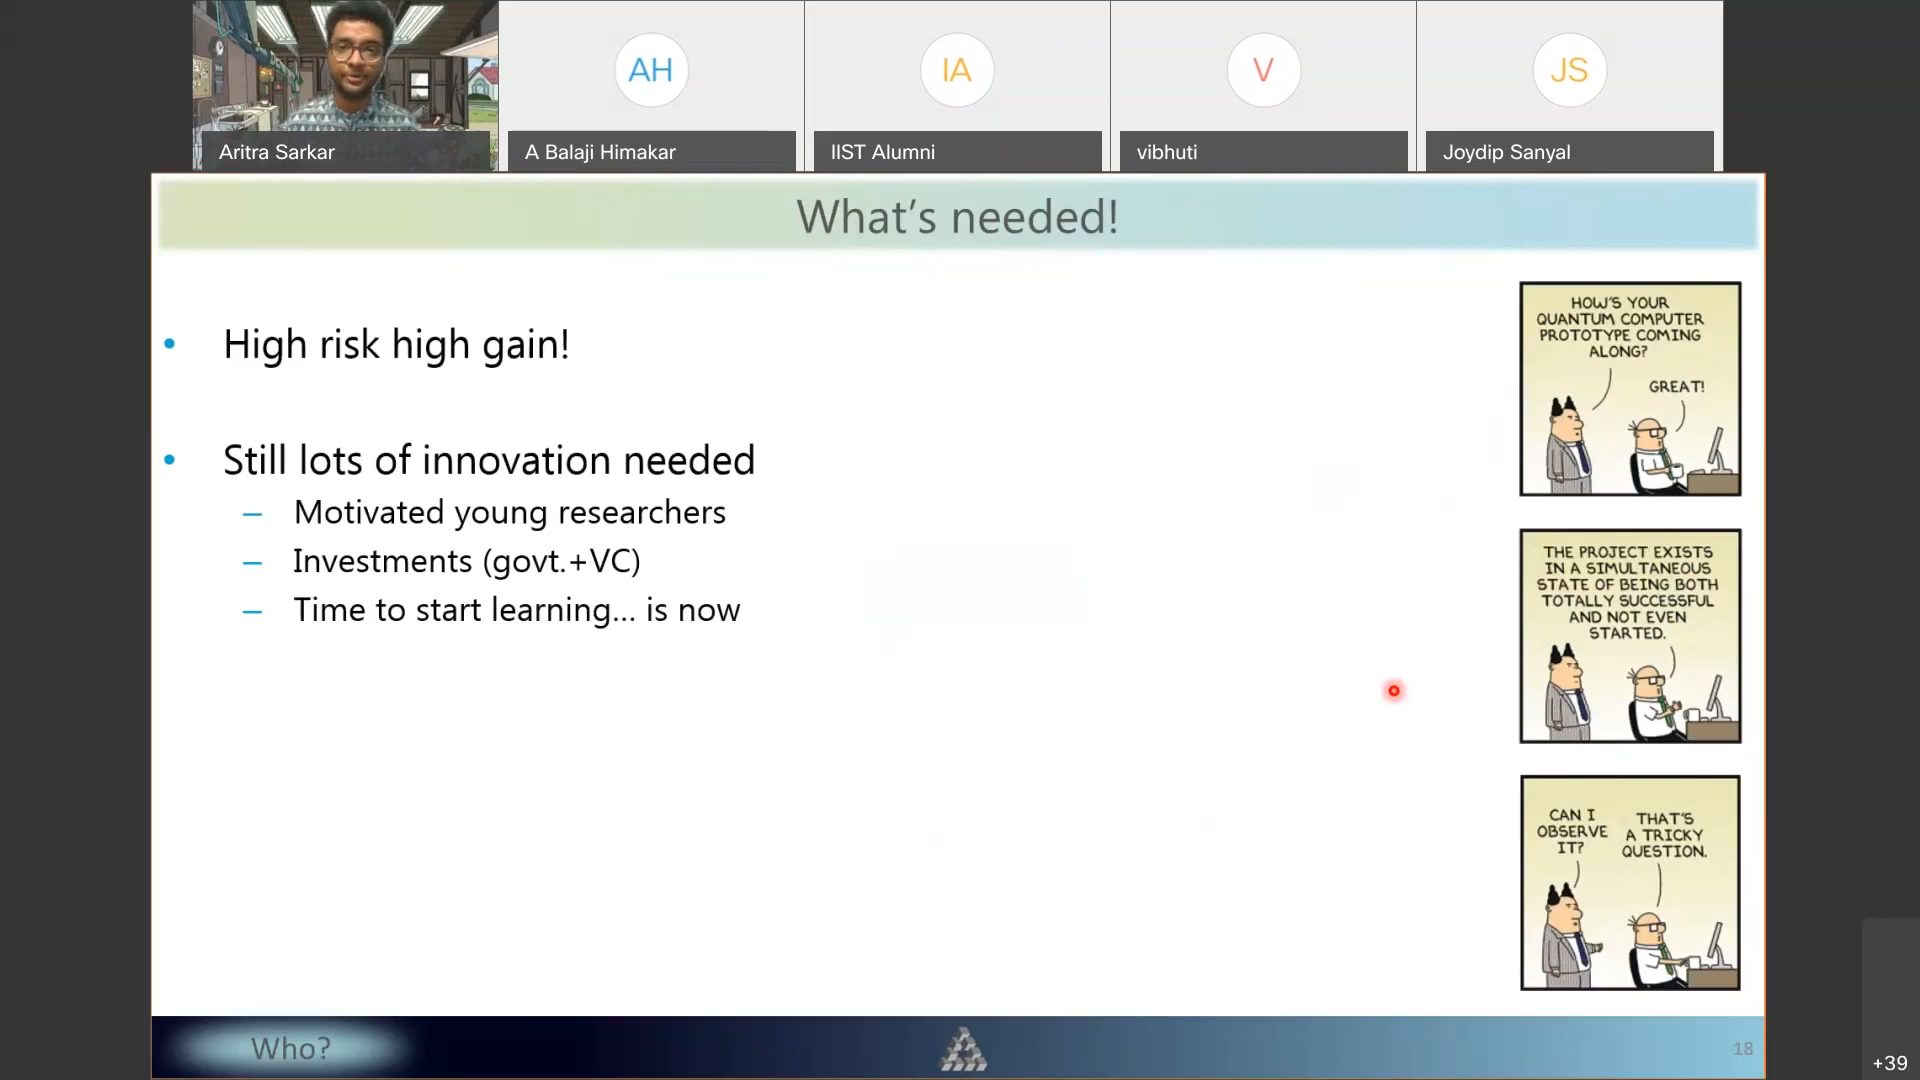 AH
IA
V
JS
Aritra Sarkar
A Balaji Himakar
IIST Alumni
vibhuti
Joydip Sanyal
What's needed!
• High risk high gain!
• Still lots of innovation needed
– Motivated young researchers
– Investments (govt.+VC)
– Time to start learning... is now
HOW'S YOUR
QUANTUM COMPUTER
PROTOTYPE COMING
ALONG?
GREAT!
THE PROJECT EXISTS
IN A SIMULTANEOUS
STATE OF BEING BOTH
TOTALLY SUCCESSFUL
AND NOT EVEN
STARTED.
CAN I
OBSERVE
IT?
THAT'S
A TRICKY
QUESTION.
Who?
18
+39